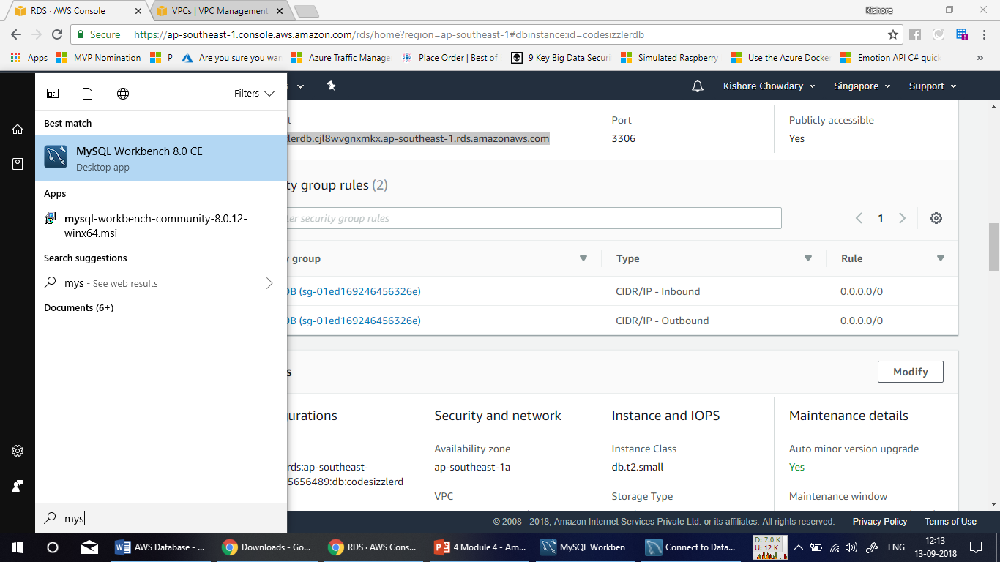 RDS · AWS Console
VPCs | VPC Management
Kishore
Secure
https://ap-southeast-1.console.aws.amazon.com/rds/home?region=ap-southeast-1#dbinstance:id=codesizzlerdb
Apps
MVP Nomination
P
Are you sure you wan
Azure Traffic Manage
Place Order | Best of
9 Key Big Data Securi
Simulated Raspberry
Use the Azure Docker
Emotion API C# quick
»
Filters
Kishore Chowdary
Singapore
Support
Best match
MySQL Workbench 8.0 CE
Desktop app
Apps
mysql-workbench-community-8.0.12-
winx64.msi
Search suggestions
mys - See web results
Documents (6+)
mys
t
Port
Publicly accessible
lerdb.cjl8wvgnxmkx.ap-southeast-1.rds.amazonaws.com
3306
Yes
ty group rules (2)
ter security group rules
1
y group
Type
Rule
DB (sg-01ed169246456326e)
CIDR/IP - Inbound
0.0.0.0/0
DB (sg-01ed169246456326e)
CIDR/IP - Outbound
0.0.0.0/0
s
Modify
gurations
Security and network
Instance and IOPS
Maintenance details
Availability zone
Instance Class
Auto minor version upgrade
rds:ap-southeast-
ap-southeast-1a
db.t2.small
Yes
5656489:db:codesizzlerd
VPC
Storage Type
Maintenance window
© 2008 - 2018, Amazon Internet Services Private Ltd. or its affiliates. All rights reserved.
Privacy Policy
Terms of Use
AWS Database - ...
Downloads - Go...
RDS · AWS Cons...
4 Module 4 - Am...
MySQL Workben
Connect to Data...
D: 7.0 K
U: 12 K
ENG
12:13
13-09-2018